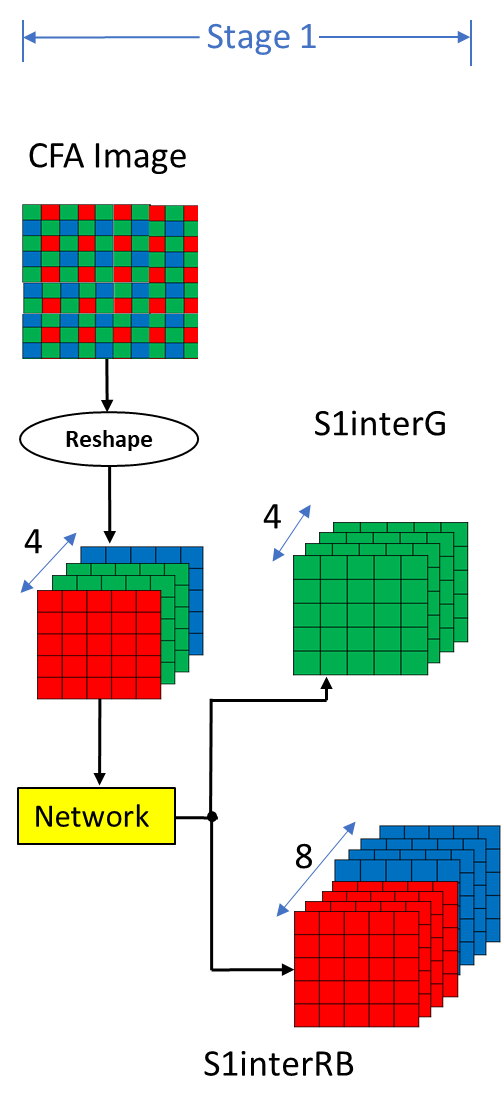 Stage 1
CFA Image
Reshape
S1interG
4
4
Network
8
S1interRB